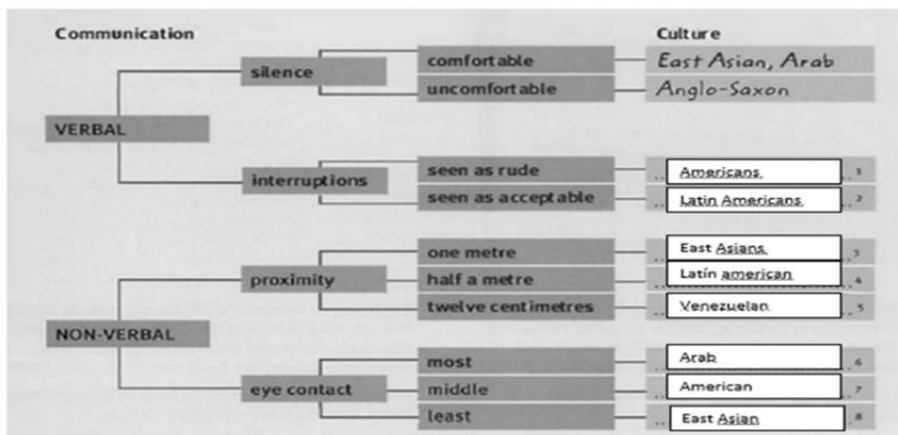 Communication Culture
silence comfortable East Asian, Arab
uncomfortable Anglo-Saxon
VERBAL
interruptions seen as rude .. Americans .. 1
seen as acceptable .. Latin Americans .. 2
proximity one metre .. East Asians .. 3
half a metre .. Latín american .. 4
twelve centimetres .. Venezuelan .. 5
NON-VERBAL
eye contact most .. Arab .. 6
middle .. American .. 7
least .. East Asian .. 8